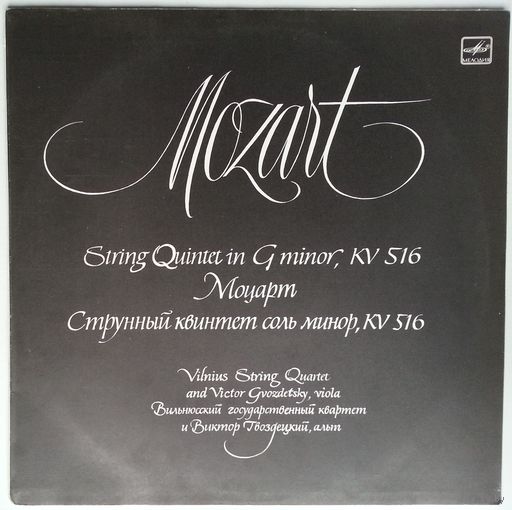 МЕЛОДИЯ
Mozart
String Quintet in G minor, KV 516
Моцарт
Струнный квинтет соль минор, KV 516
Vilnius String Quartet
and Victor Gvozdetsky, viola
Вильнюсский государственный квартет
и Виктор Гвоздецкий, альт